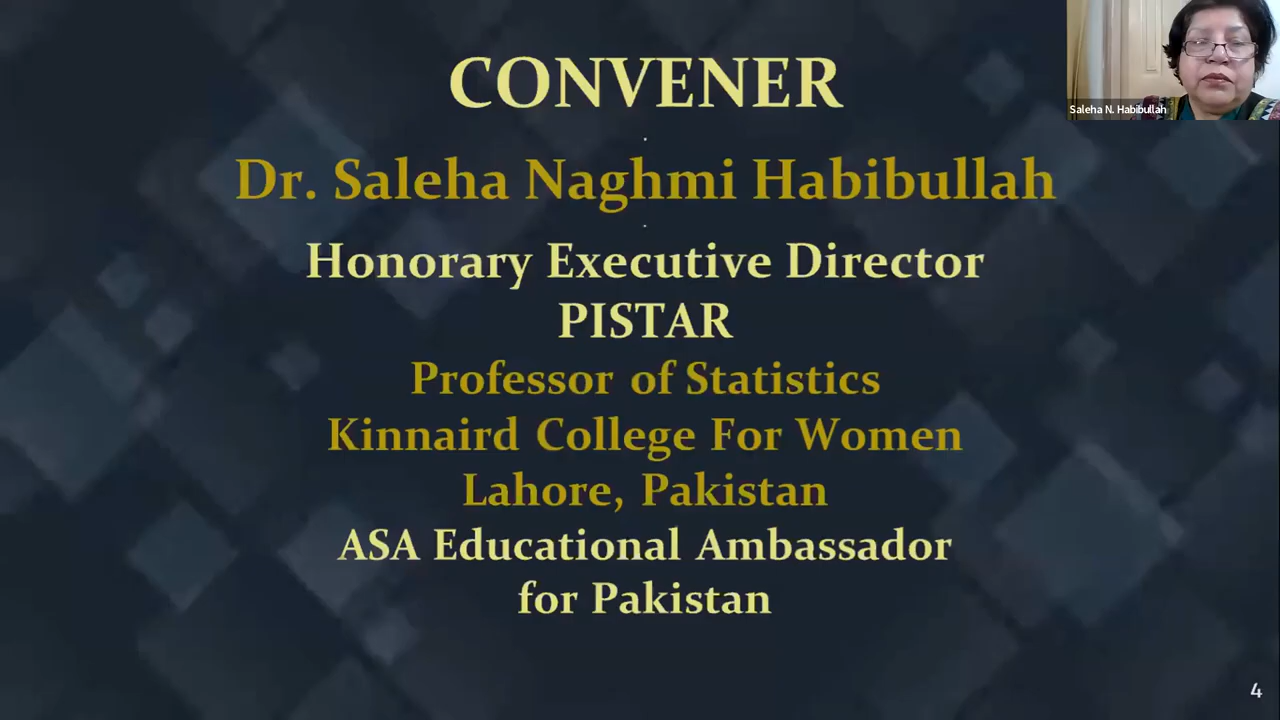 CONVENER
Dr. Saleha Naghmi Habibullah
Honorary Executive Director
PISTAR
Professor of Statistics
Kinnaird College For Women
Lahore, Pakistan
ASA Educational Ambassador
for Pakistan
Saleha N. Habibullah
4